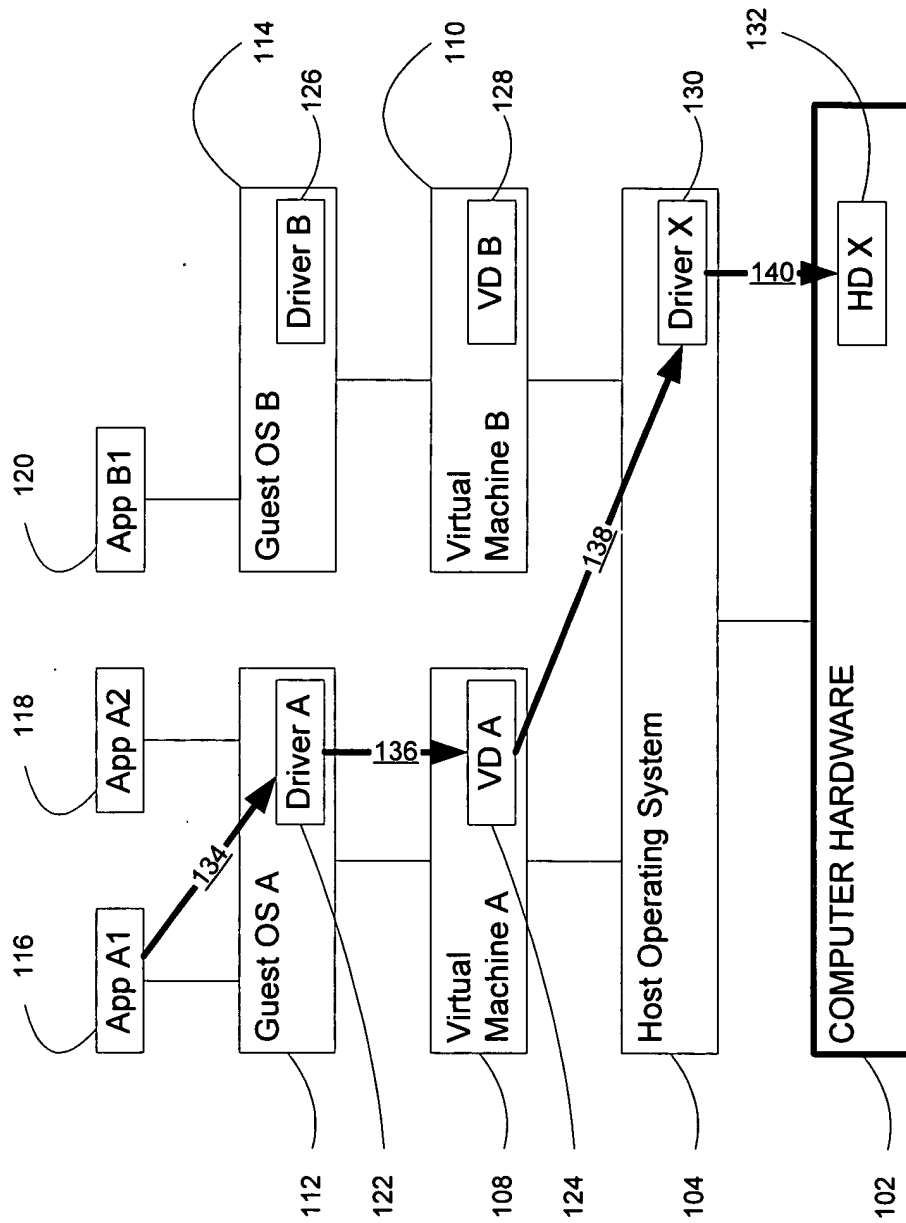 116
118
120
App A1
App A2
App B1
114
134
112
Guest OS A
Driver A
Guest OS B
Driver B
126
122
136
110
108
Virtual
Machine A
VD A
Virtual
Machine B
VD B
128
124
138
104
Host Operating System
Driver X
130
140
132
102
COMPUTER HARDWARE
HD X